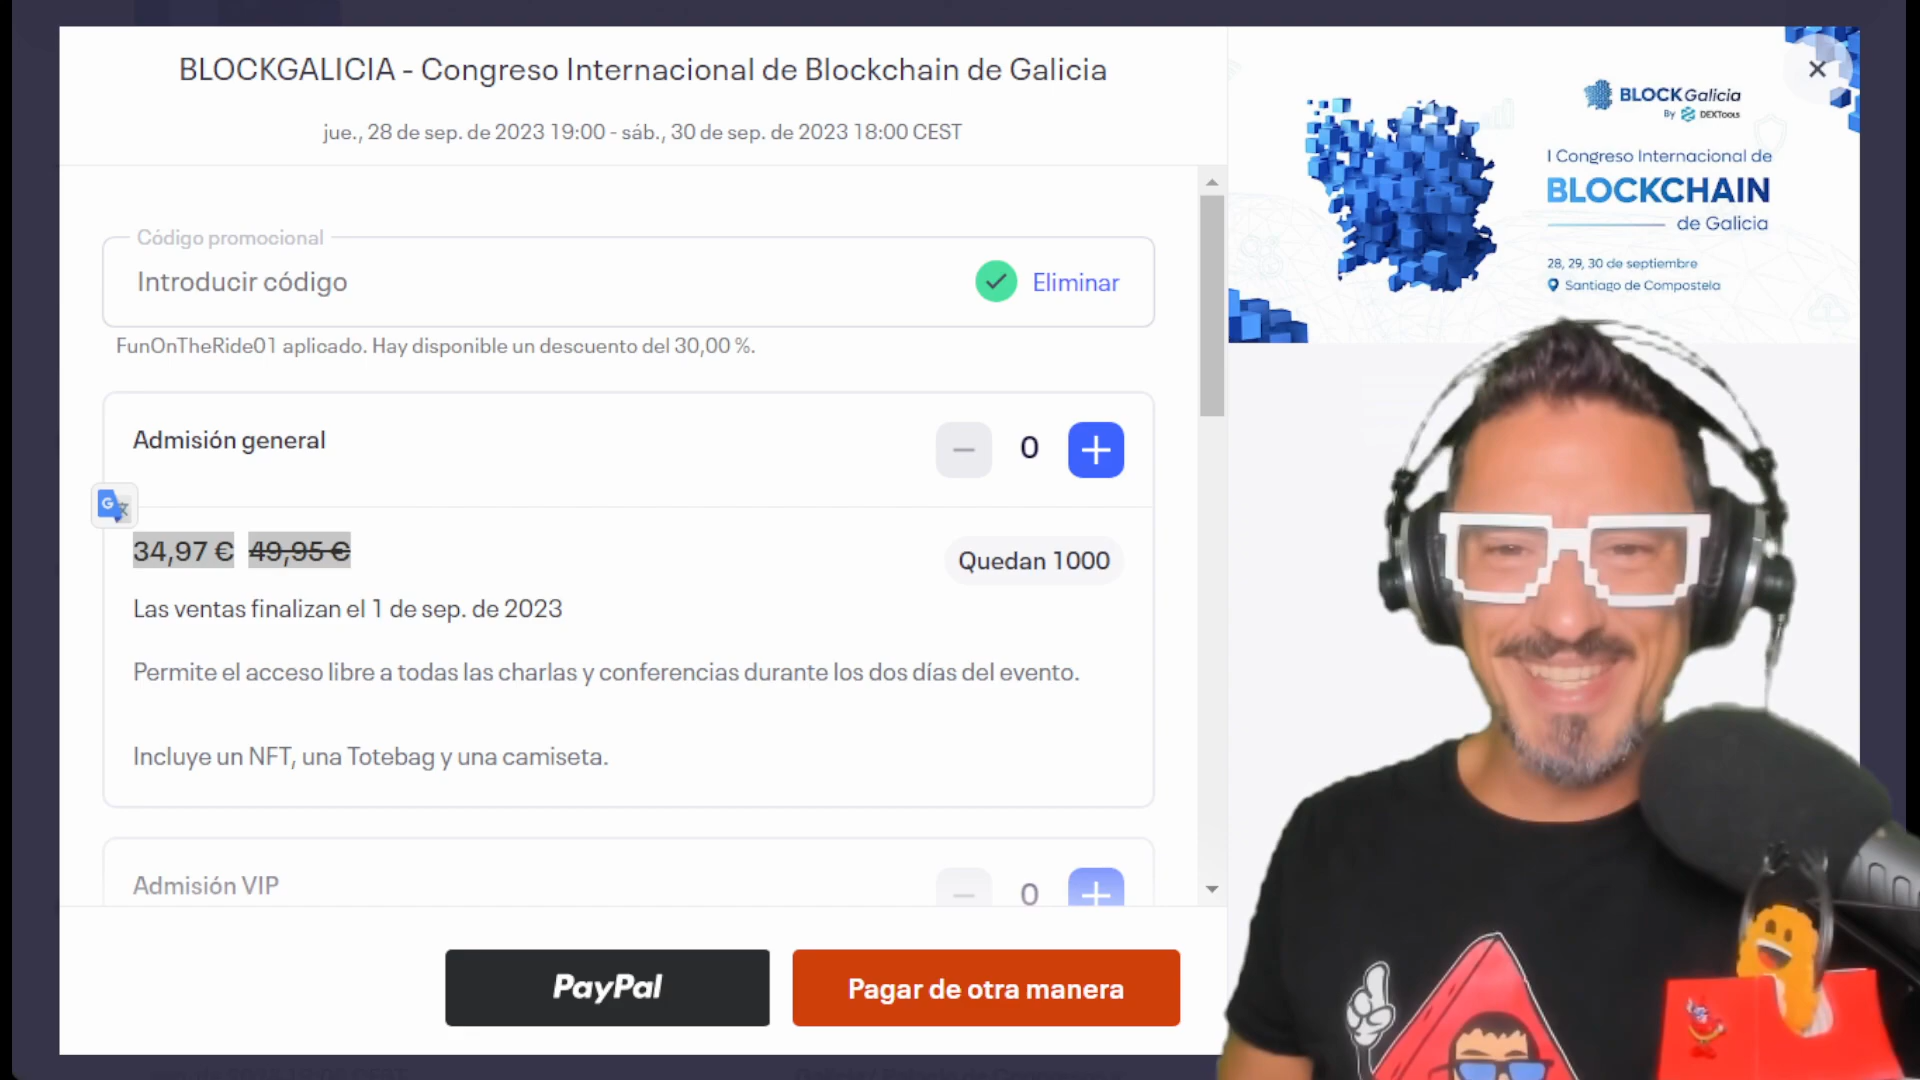 BLOCKGALICIA - Congreso Internacional de Blockchain de Galicia
jue., 28 de sep. de 2023 19:00 - sáb., 30 de sep. de 2023 18:00 CEST
Código promocional
Introducir código
Eliminar
FunOnTheRide01 aplicado. Hay disponible un descuento del 30,00 %.
Admisión general
0
34,97 € 49,95 €
Quedan 1000
Las ventas finalizan el 1 de sep. de 2023
Permite el acceso libre a todas las charlas y conferencias durante los dos días del evento.
Incluye un NFT, una Totebag y una camiseta.
Admisión VIP
0
PayPal
Pagar de otra manera
BLOCK Galicia
By DEXTools
I Congreso Internacional de
BLOCKCHAIN
de Galicia
28, 29, 30 de septiembre
Santiago de Compostela